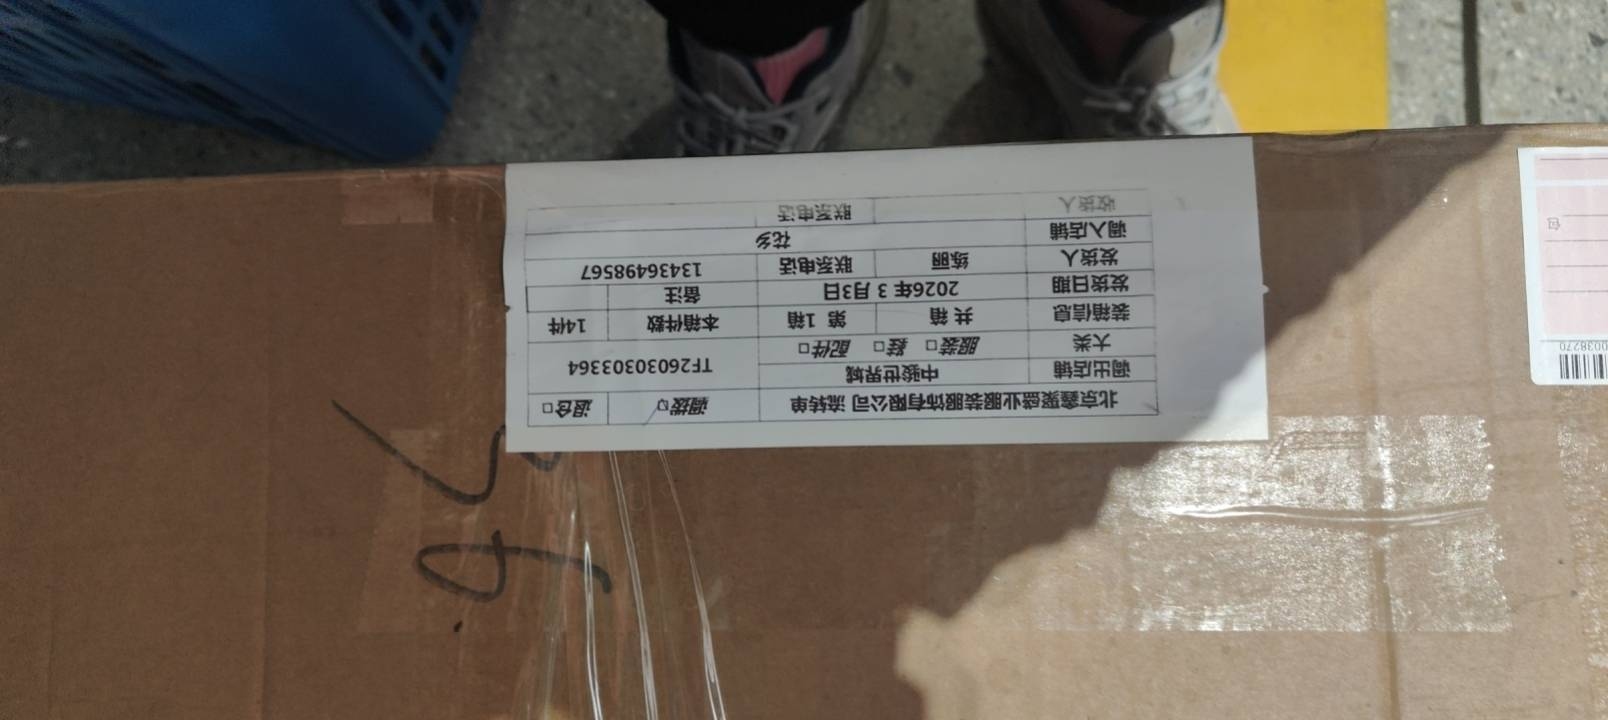 北京鑫聚盛业服装服饰有限公司 流转单 调拨☑ 退仓□
调出店铺 中骏世界城 TF26030303364
大类 服装□ 鞋□ 配件□
装箱信息 共 箱 第 1箱 本箱件数 14件
发货日期 2026年 3 月3日 备注
发货人 练丽 联系电话 13436498567
调入店铺 花乡
收货人 联系电话
0038270